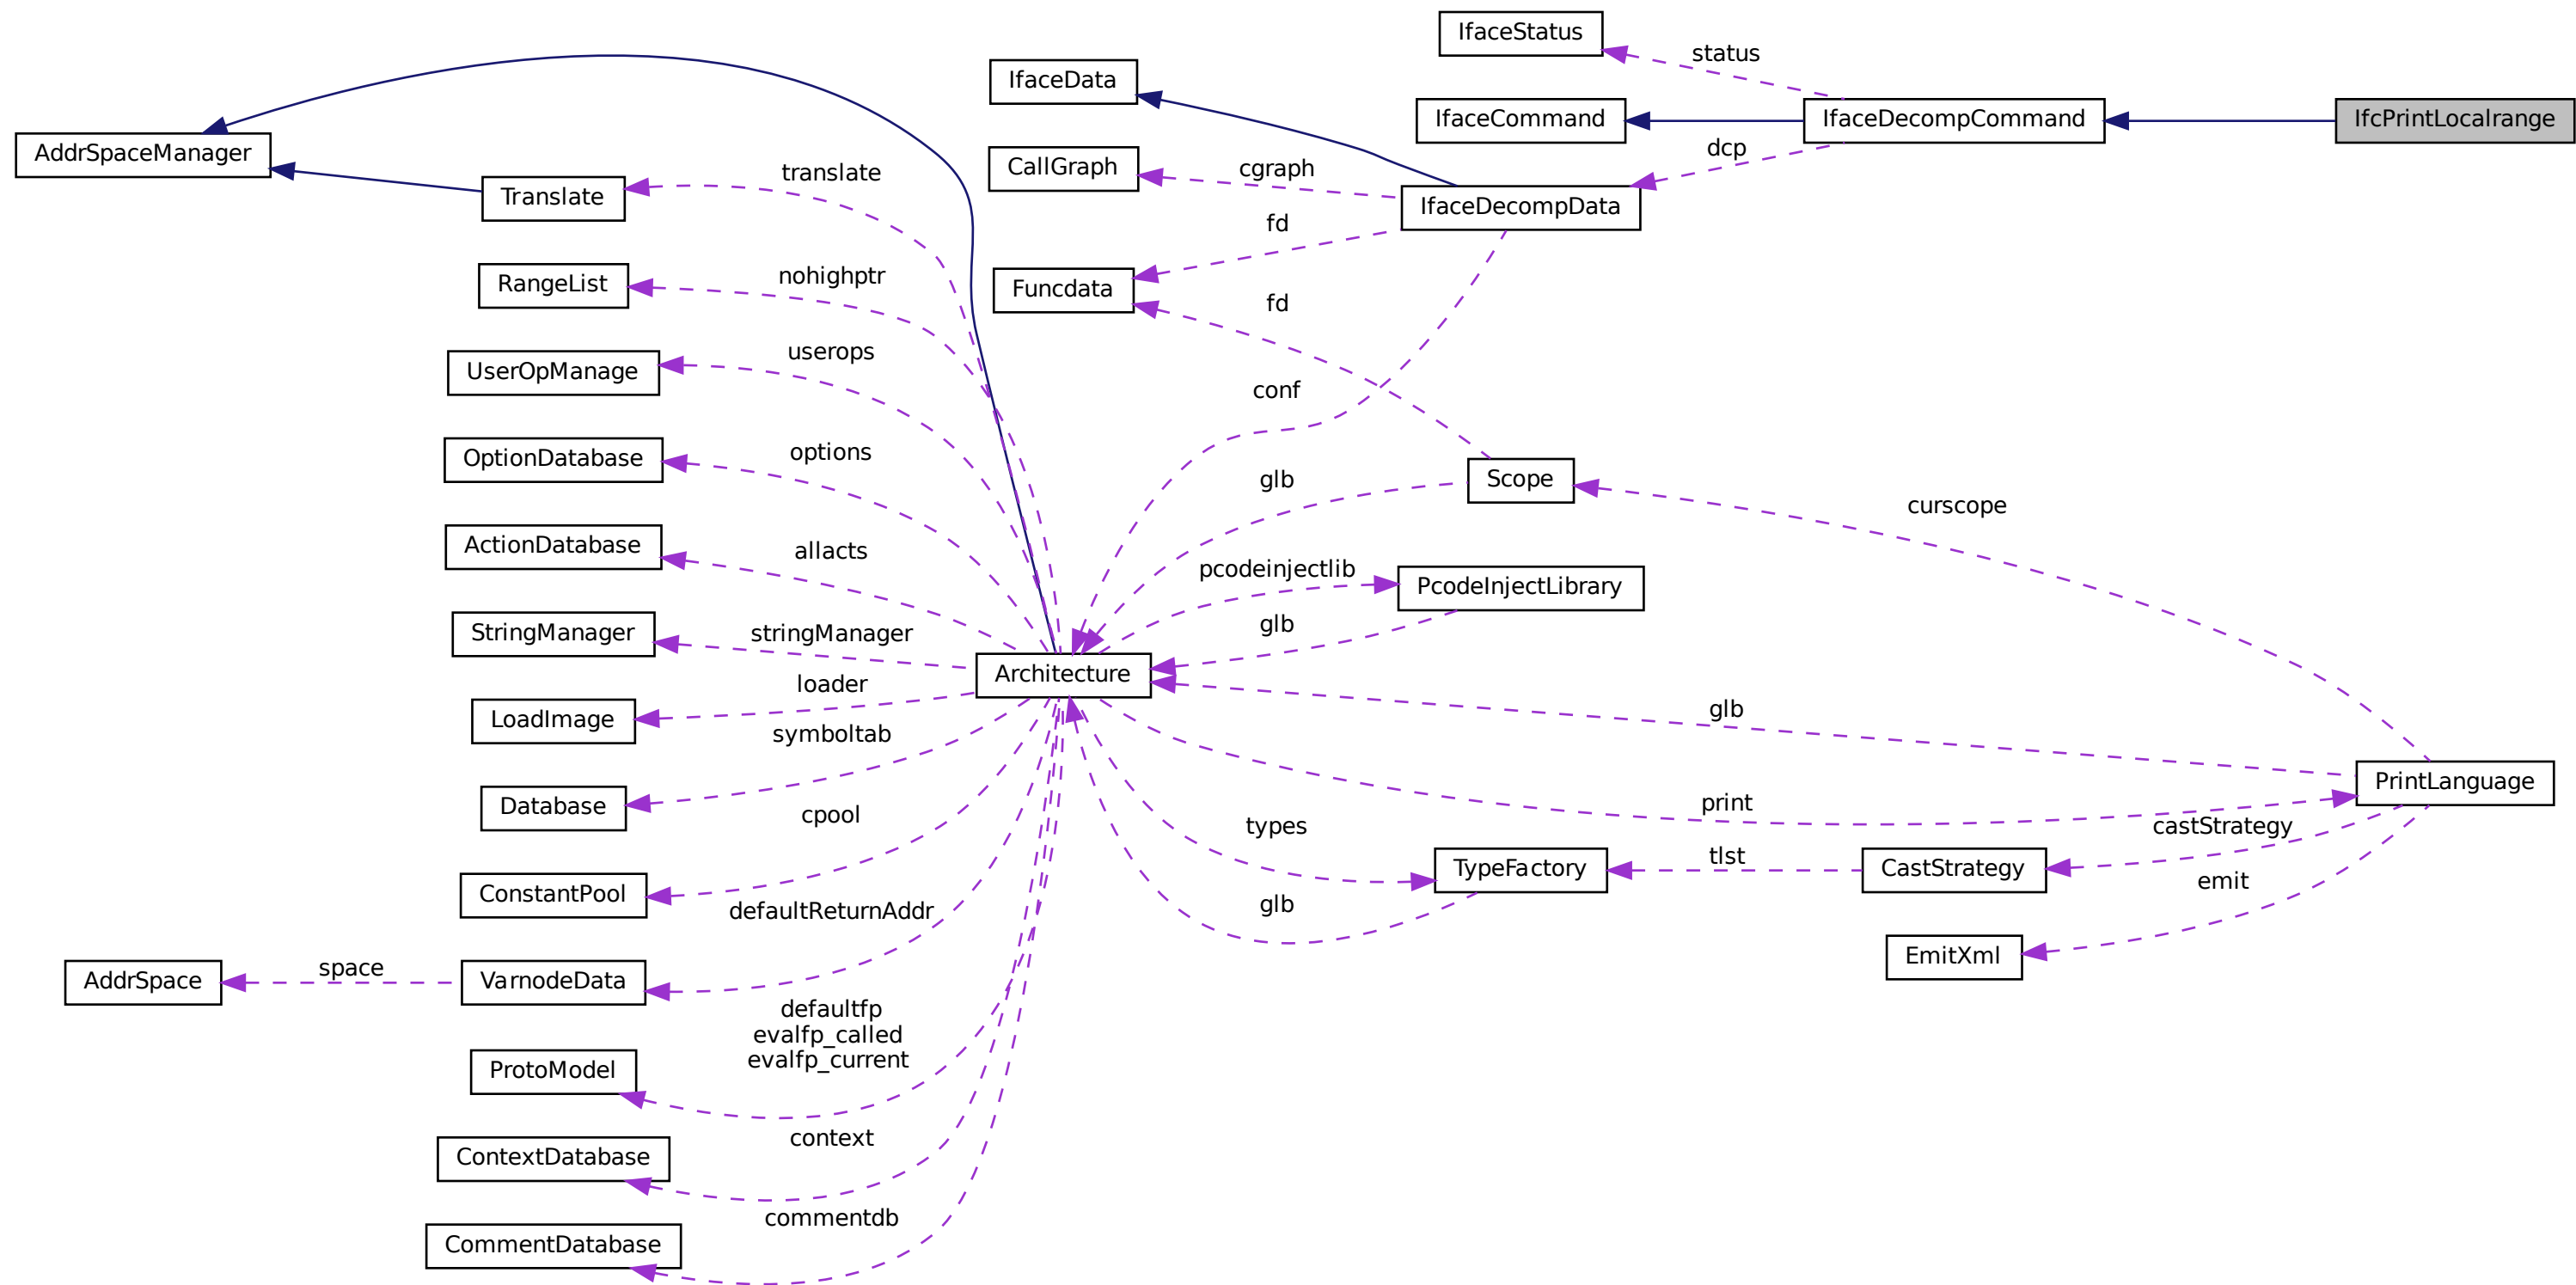 IfaceStatus
status
IfaceData
IfaceCommand
IfaceDecompCommand
IfcPrintLocalrange
AddrSpaceManager
dcp
translate
CallGraph
cgraph
Translate
IfaceDecompData
fd
nohighptr
RangeList
Funcdata
fd
userops
UserOpManage
conf
options
OptionDatabase
glb
Scope
curscope
ActionDatabase
allacts
pcodeinjectlib
PcodeInjectLibrary
glb
StringManager
stringManager
Architecture
loader
LoadImage
glb
symboltab
PrintLanguage
Database
print
cpool
types
castStrategy
tlst
TypeFactory
CastStrategy
emit
ConstantPool
glb
defaultReturnAddr
EmitXml
space
AddrSpace
VarnodeData
defaultfp
evalfp_called
evalfp_current
ProtoModel
context
ContextDatabase
commentdb
CommentDatabase